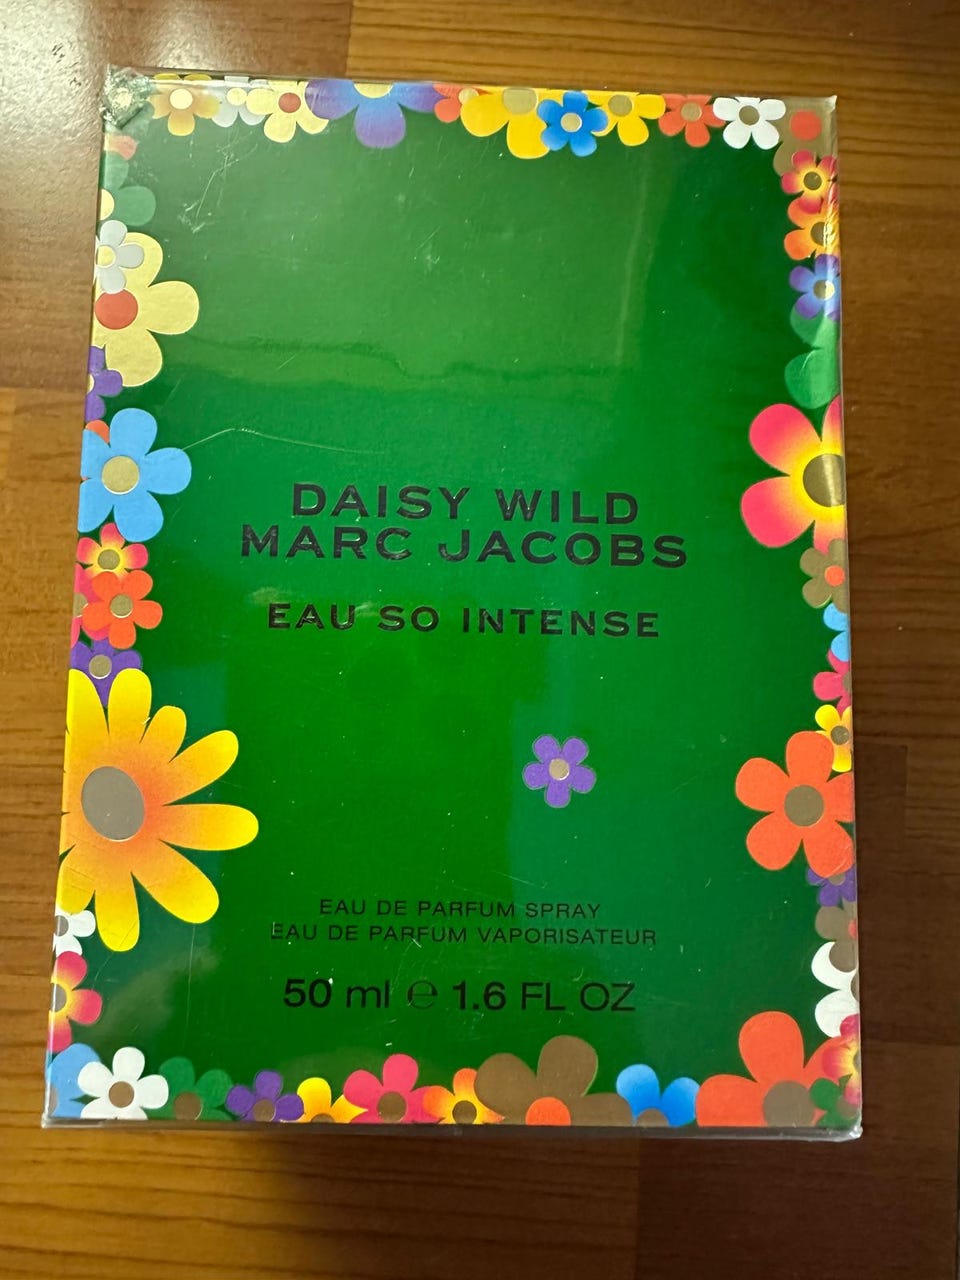 DAISY WILD
MARC JACOBS
EAU SO INTENSE
EAU DE PARFUM SPRAY
EAU DE PARFUM VAPORISATEUR
50 ml ℮ 1.6 FL OZ